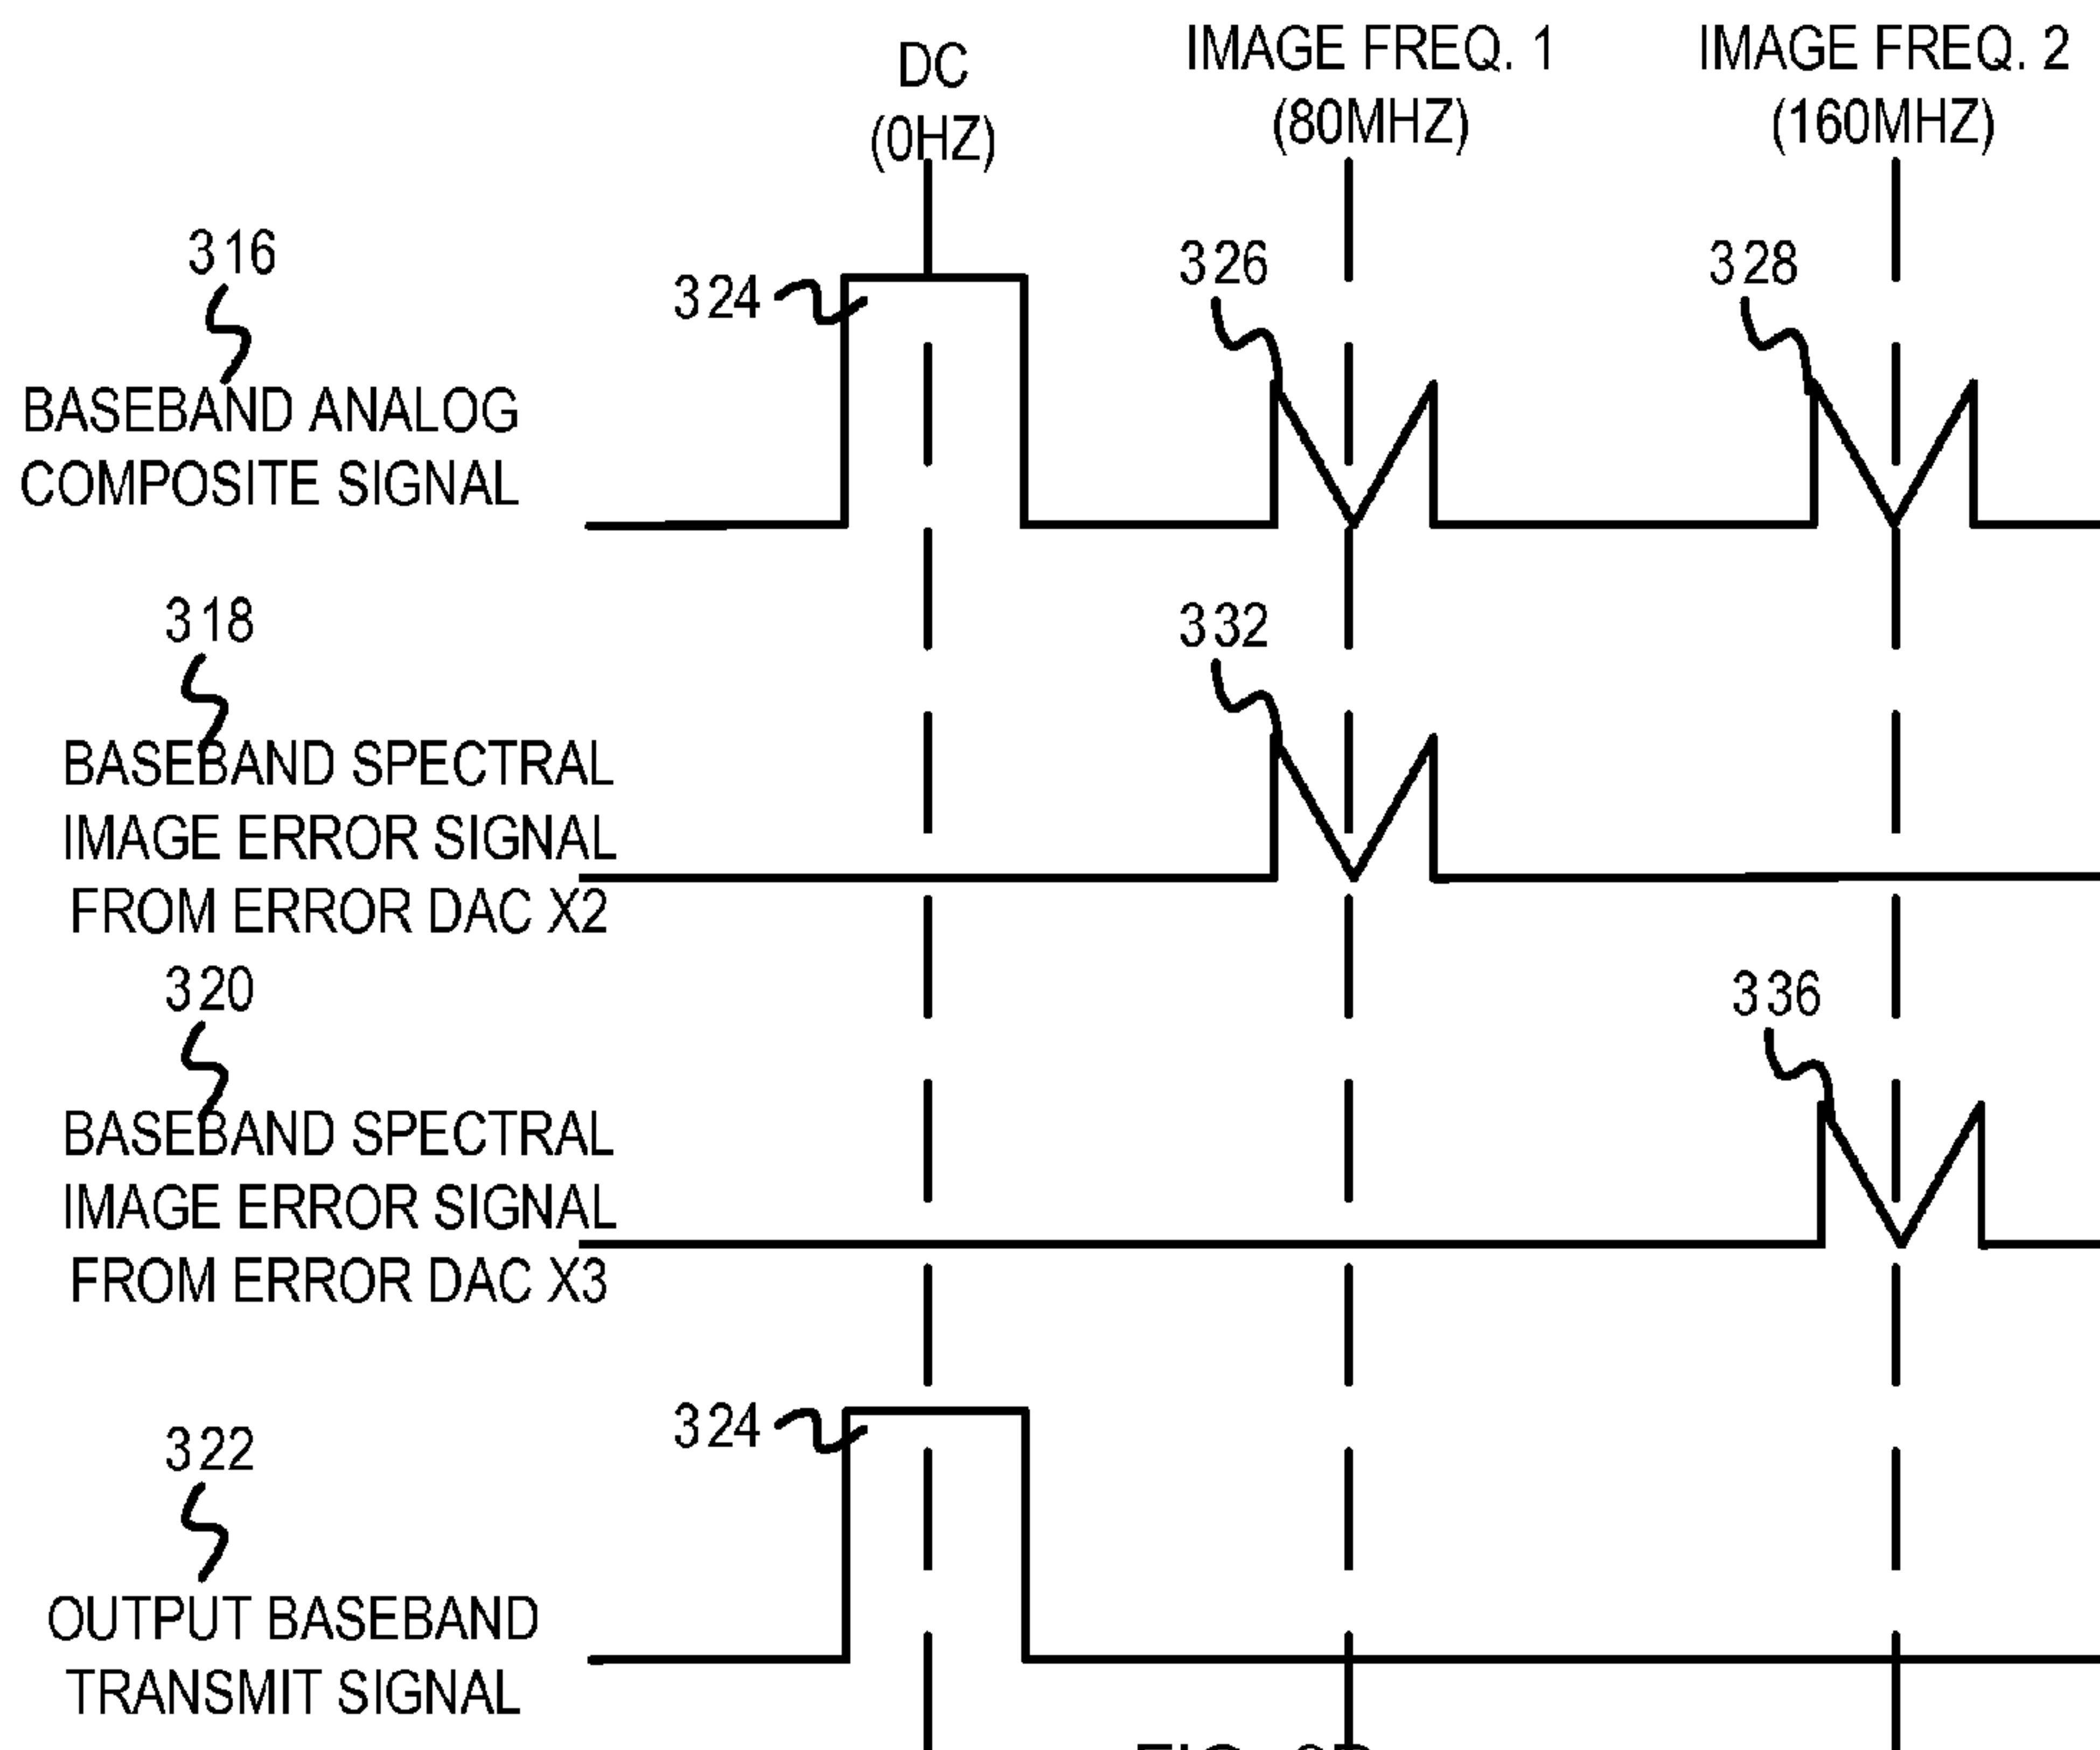 DC
(0HZ)
IMAGE FREQ. 1
(80MHZ)
IMAGE FREQ. 2
(160MHZ)
316
324
326
328
BASEBAND ANALOG
COMPOSITE SIGNAL
318
332
BASEBAND SPECTRAL
IMAGE ERROR SIGNAL
FROM ERROR DAC X2
320
336
BASEBAND SPECTRAL
IMAGE ERROR SIGNAL
FROM ERROR DAC X3
324
322
OUTPUT BASEBAND
TRANSMIT SIGNAL